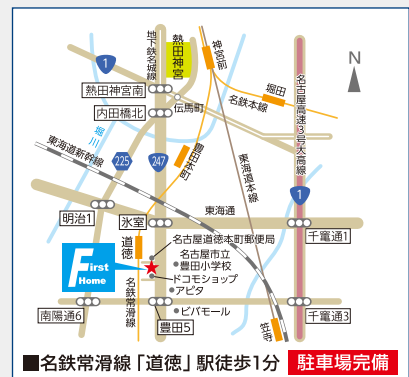 地下鉄名城線
熱田神宮
神宮前
1
堀田
名鉄本線
名古屋高速3号大高線
N
熱田神宮南
伝馬町
内田橋北
堀川
東海道新幹線
225
247
豊田本町
東海道本線
1
明治1
氷室
東海通
千竈通1
道徳
名古屋道徳本町郵便局
名古屋市立
豊田小学校
First
Home
ドコモショップ
アピタ
名鉄常滑線
ビバモール
笠寺
南陽通6
豊田5
千竈通3
■名鉄常滑線「道徳」駅徒歩1分 駐車場完備